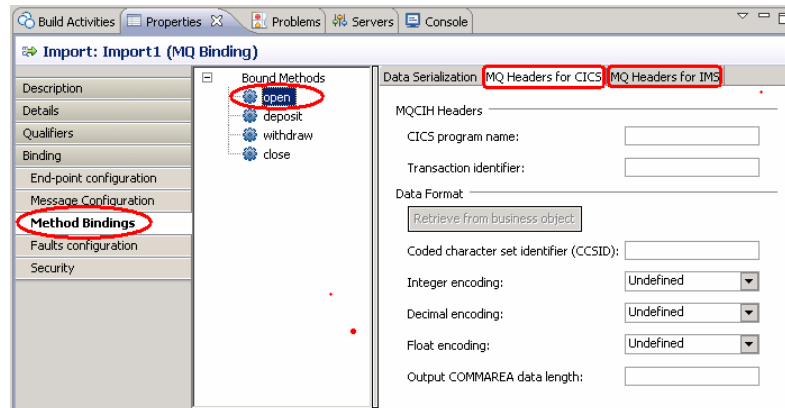 Build Activities Properties Problems Servers Console
Import: Import1 (MQ Binding)
Description
Details
Qualifiers
Binding
End-point configuration
Message Configuration
Method Bindings
Faults configuration
Security
Bound Methods
open
deposit
withdraw
close
Data Serialization MQ Headers for CICS MQ Headers for IMS
MQCIH Headers
CICS program name:
Transaction identifier:
Data Format
Retrieve from business object
Coded character set identifier (CCSID):
Integer encoding: Undefined
Decimal encoding: Undefined
Float encoding: Undefined
Output COMMAREA data length: